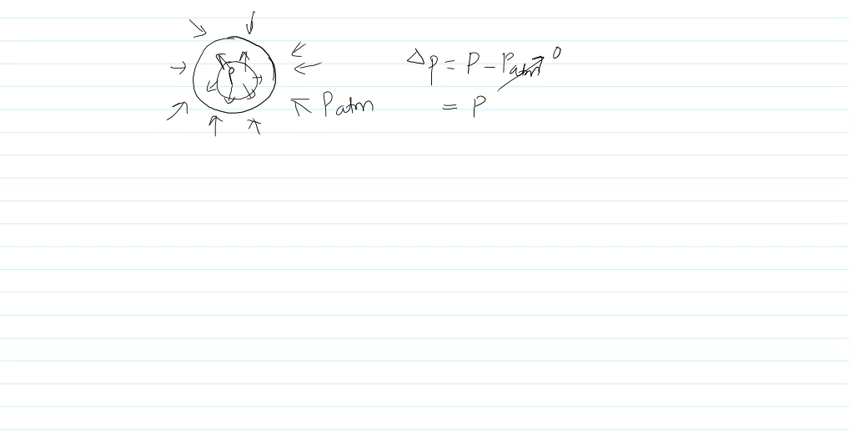 P
Δp = P - Patm 0
Patm
= P